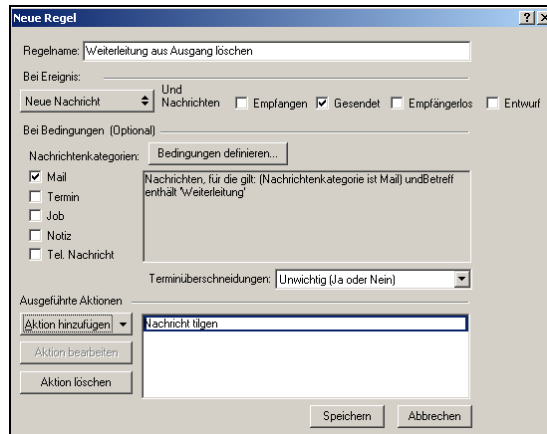 Neue Regel
Regelname: Weiterleitung aus Ausgang löschen
Bei Ereignis:
Neue Nachricht Und Nachrichten Empfangen Gesendet Empfängerlos Entwurf
Bei Bedingungen (Optional)
Nachrichtenkategorien: Bedingungen definieren...
Mail
Termin
Job
Notiz
Tel. Nachricht
Nachrichten, für die gilt: (Nachrichtenkategorie ist Mail) undBetreff
enthält 'Weiterleitung'
Terminüberschneidungen: Unwichtig (Ja oder Nein)
Ausgeführte Aktionen
Aktion hinzufügen
Nachricht tilgen
Aktion bearbeiten
Aktion löschen
Speichern Abbrechen